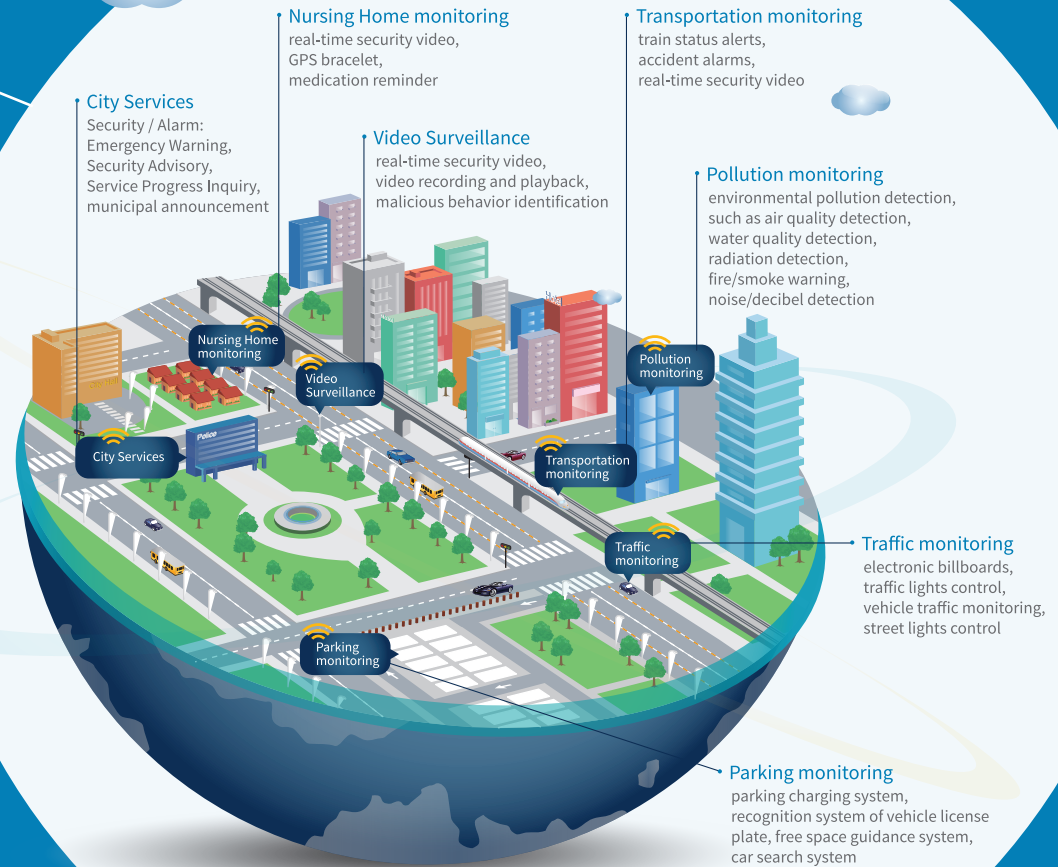 Nursing Home monitoring
real-time security video,
GPS bracelet,
medication reminder
Transportation monitoring
train status alerts,
accident alarms,
real-time security video
City Services
Security / Alarm:
Emergency Warning,
Security Advisory,
Service Progress Inquiry,
municipal announcement
Video Surveillance
real-time security video,
video recording and playback,
malicious behavior identification
Pollution monitoring
environmental pollution detection,
such as air quality detection,
water quality detection,
radiation detection,
fire/smoke warning,
noise/decibel detection
Nursing Home
monitoring
Video
Surveillance
Pollution
monitoring
Police
City Services
Transportation
monitoring
Traffic
monitoring
Traffic monitoring
electronic billboards,
traffic lights control,
vehicle traffic monitoring,
street lights control
Parking
monitoring
Parking monitoring
parking charging system,
recognition system of vehicle license
plate, free space guidance system,
car search system